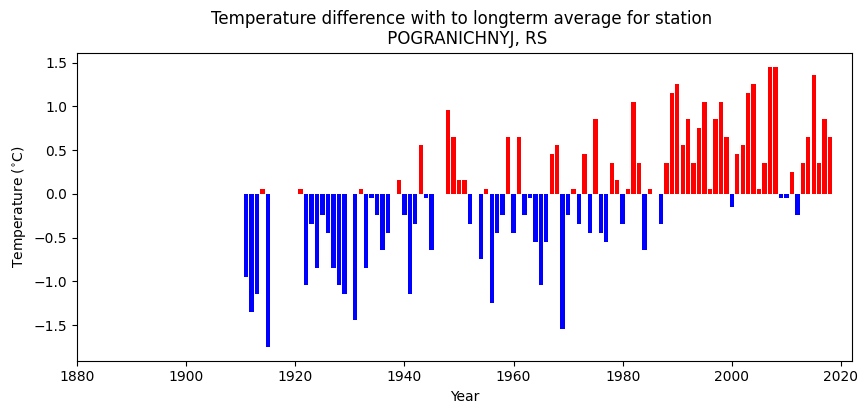 Temperature difference with to longterm average for station
POGRANICHNYJ, RS
1.5
1.0
0.5
0.0
−0.5
−1.0
−1.5
Temperature (°C)
1880 1900 1920 1940 1960 1980 2000 2020
Year